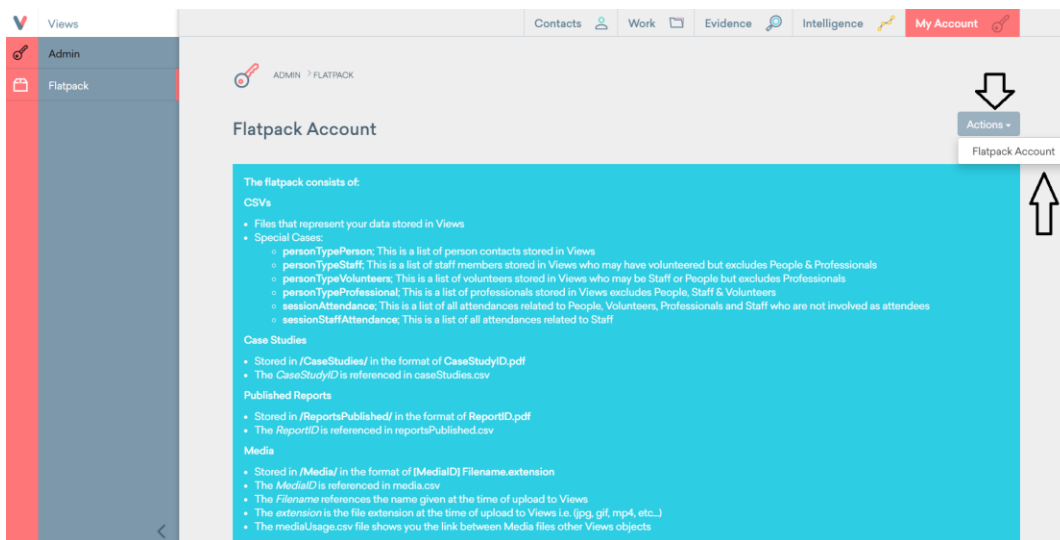 Views
Contacts
Work
Evidence
Intelligence
My Account
Admin
Flatpack
ADMIN > FLATPACK
Flatpack Account
Actions
Flatpack Account
The flatpack consists of:
CSVs
• Files that represent your data stored in Views
• Special Cases:
○ personTypePerson; This is a list of person contacts stored in Views
○ personTypeStaff; This is a list of staff members stored in Views who may have volunteered but excludes People & Professionals
○ personTypeVolunteers; This is a list of volunteers stored in Views who may be Staff or People but excludes Professionals
○ personTypeProfessional; This is a list of professionals stored in Views excludes People, Staff & Volunteers
○ sessionAttendance; This is a list of all attendances related to People, Volunteers, Professionals and Staff who are not involved as attendees
○ sessionStaffAttendance; This is a list of all attendances related to Staff
Case Studies
• Stored in /CaseStudies/ in the format of CaseStudyID.pdf
• The CaseStudyID is referenced in caseStudies.csv
Published Reports
• Stored in /ReportsPublished/ in the format of ReportID.pdf
• The ReportID is referenced in reportsPublished.csv
Media
• Stored in /Media/ in the format of [MediaID] Filename.extension
• The MediaID is referenced in media.csv
• The Filename references the name given at the time of upload to Views
• The extension is the file extension at the time of upload to Views i.e. (jpg, gif, mp4, etc...)
• The mediaUsage.csv file shows you the link between Media files other Views objects